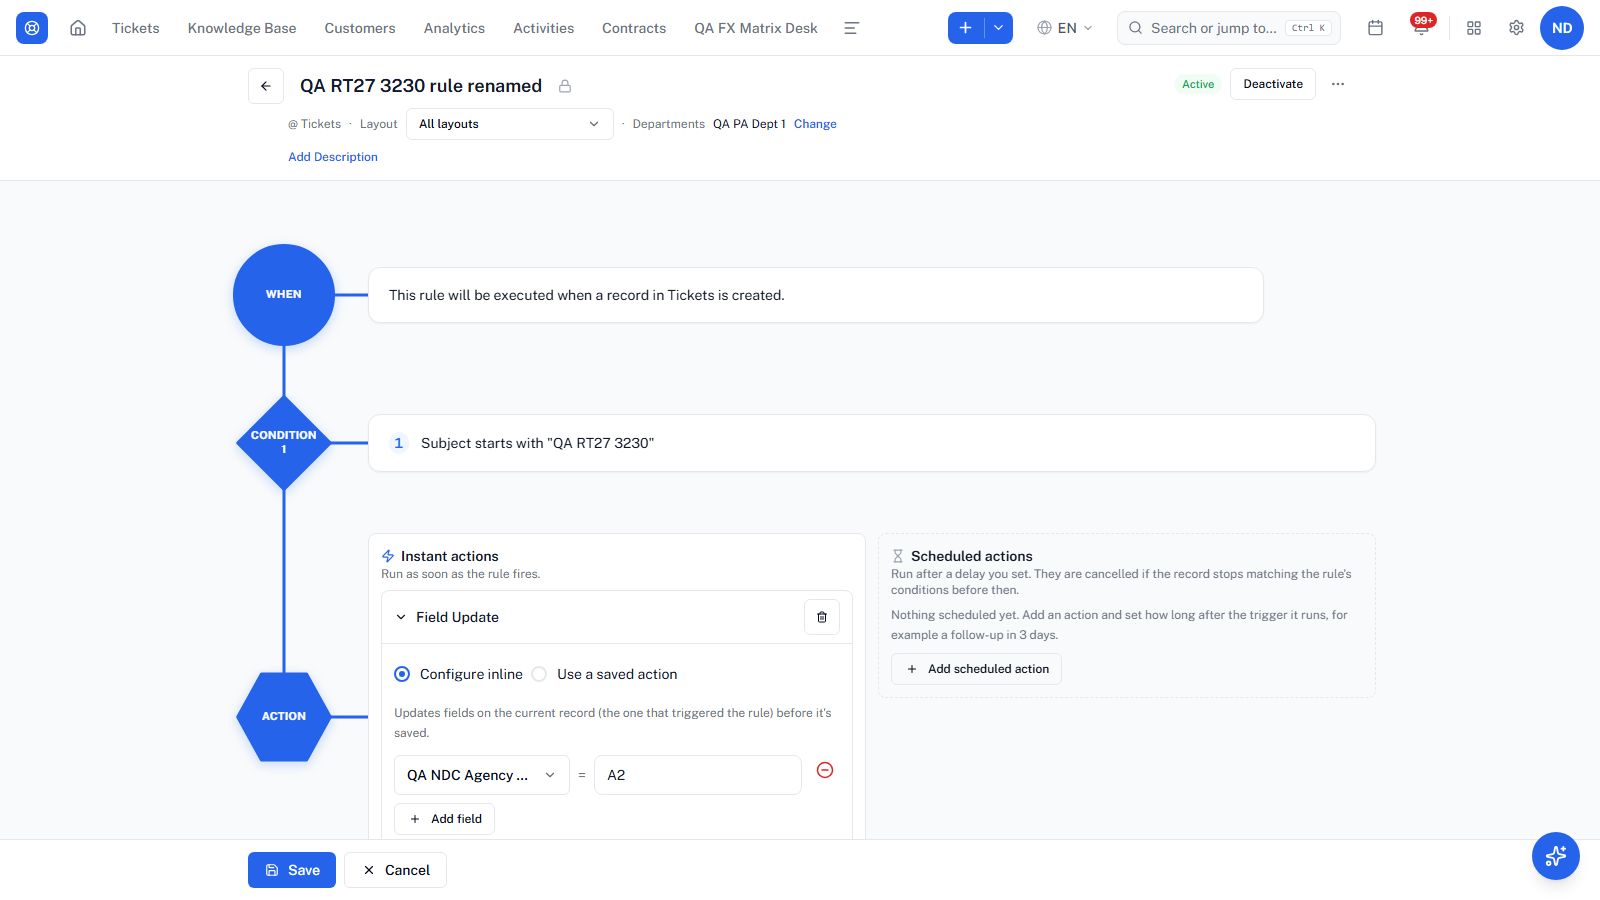 Tickets
Knowledge Base
Customers
Analytics
Activities
Contracts
QA FX Matrix Desk
EN
Search or jump to...
Ctrl K
99+
ND
QA RT27 3230 rule renamed
Active
Deactivate
@ Tickets · Layout
All layouts
· Departments QA PA Dept 1 Change
Add Description
WHEN
This rule will be executed when a record in Tickets is created.
CONDITION
1
1 Subject starts with "QA RT27 3230"
Instant actions
Run as soon as the rule fires.
Field Update
Configure inline
Use a saved action
Updates fields on the current record (the one that triggered the rule) before it's
saved.
QA NDC Agency ...
=
A2
Add field
Scheduled actions
Run after a delay you set. They are cancelled if the record stops matching the rule's
conditions before then.
Nothing scheduled yet. Add an action and set how long after the trigger it runs, for
example a follow-up in 3 days.
Add scheduled action
ACTION
Save
Cancel